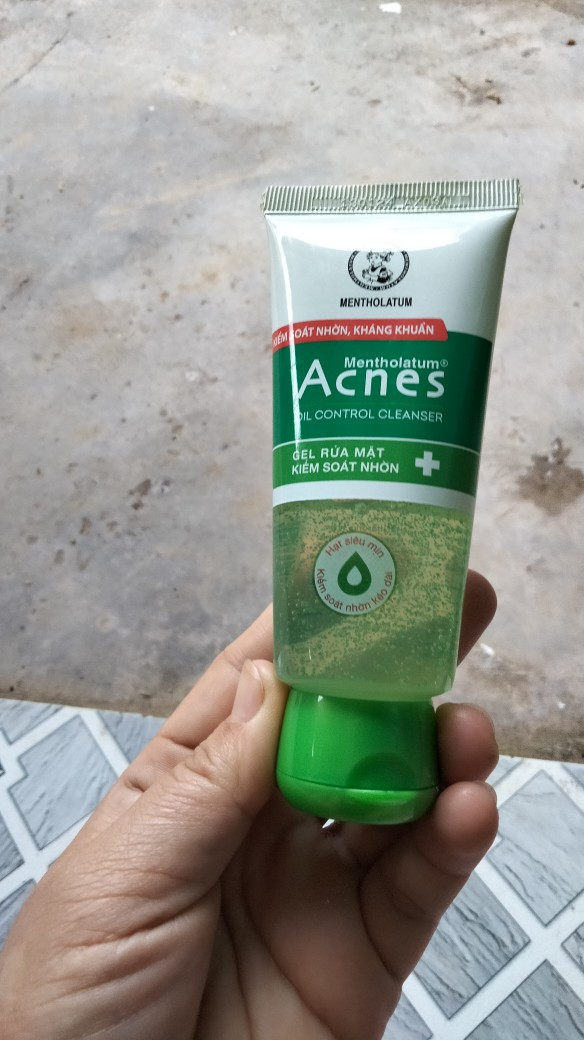 MENTHOLATUM
KIỂM SOÁT NHỜN, KHÁNG KHUẨN
Mentholatum®
Acnes
OIL CONTROL CLEANSER
GEL RỬA MẶT
KIỂM SOÁT NHỜN
Hạt siêu mịn
Kiểm soát nhờn kéo dài